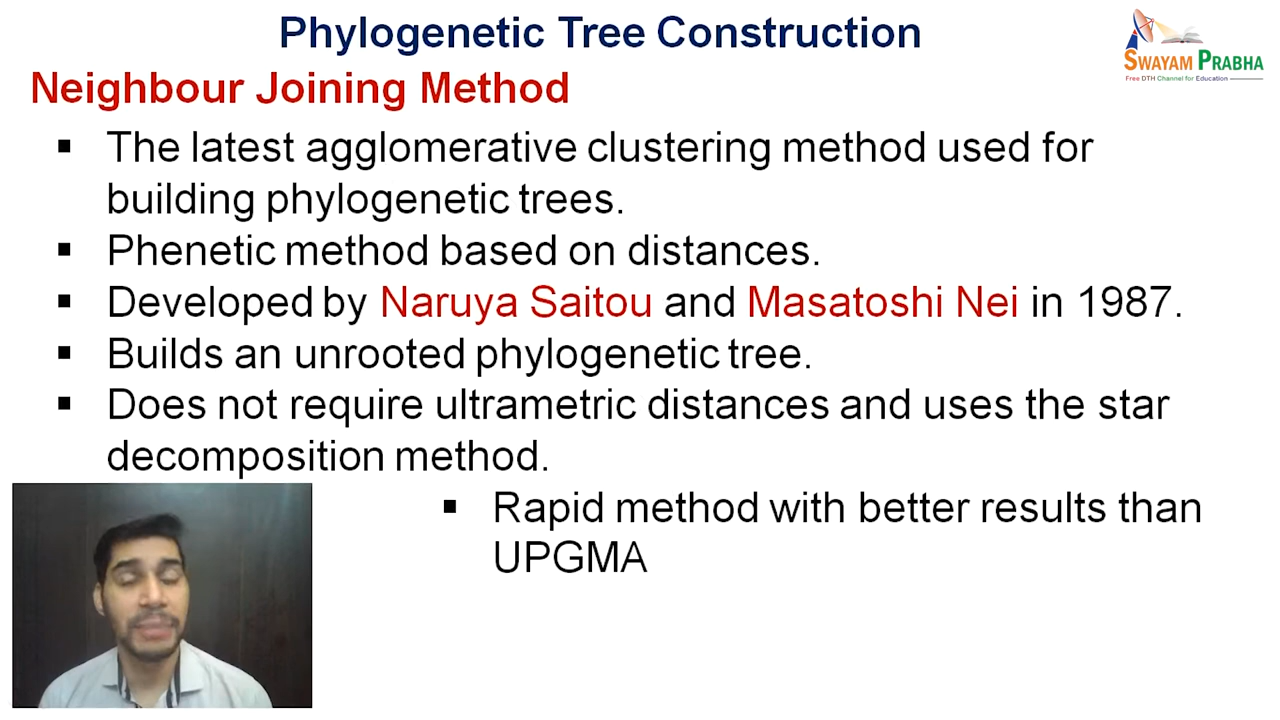 Phylogenetic Tree Construction
SWAYAM PRABHA
Free DTH Channel for Education
Neighbour Joining Method
▪ The latest agglomerative clustering method used for
building phylogenetic trees.
▪ Phenetic method based on distances.
▪ Developed by Naruya Saitou and Masatoshi Nei in 1987.
▪ Builds an unrooted phylogenetic tree.
▪ Does not require ultrametric distances and uses the star
decomposition method.
▪ Rapid method with better results than
UPGMA